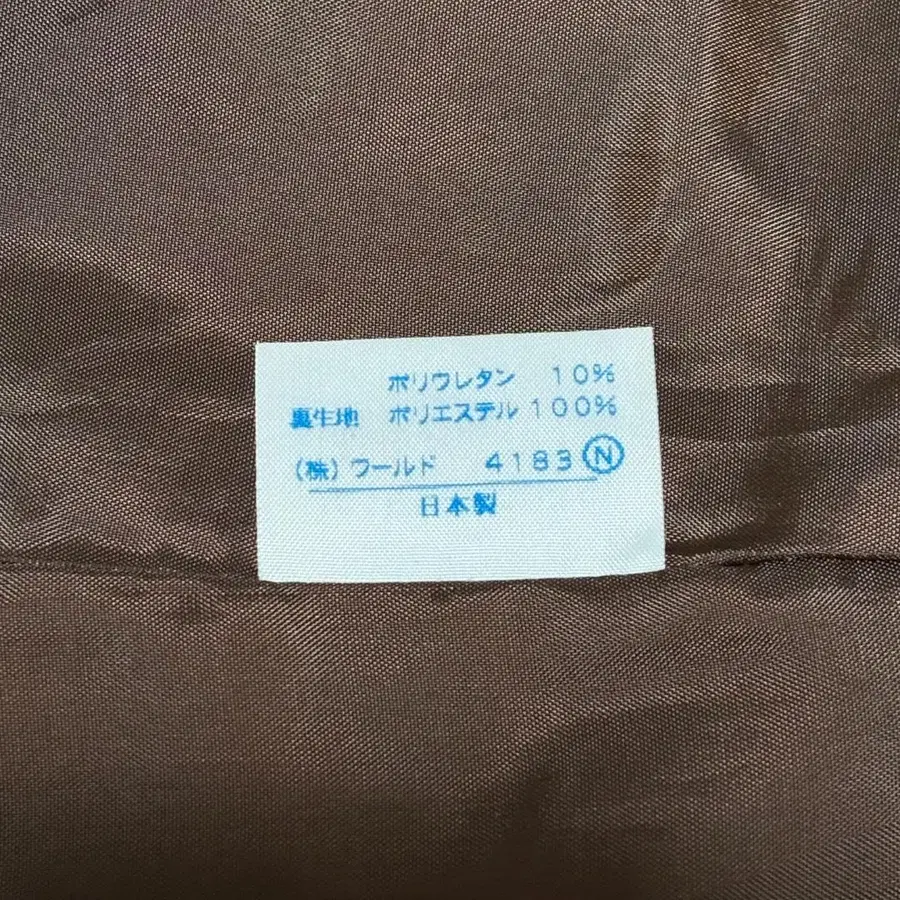 ポリウレタン 10%
裏生地 ポリエステル 100%
(株)ワールド 4183 Ⓝ
日本製